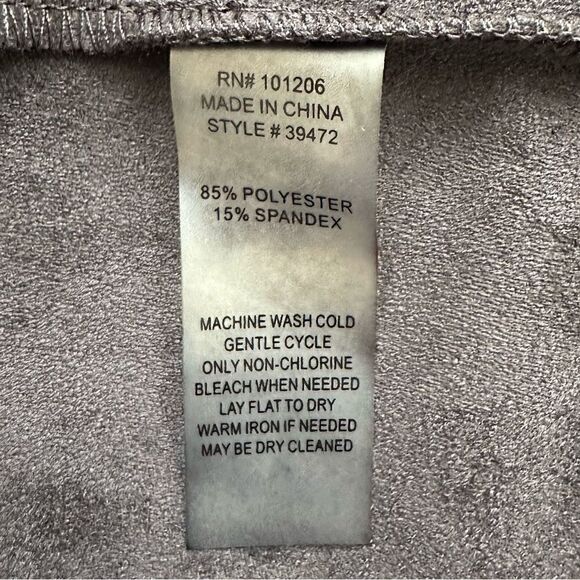 RN# 101206
MADE IN CHINA
STYLE # 39472
85% POLYESTER
15% SPANDEX
MACHINE WASH COLD
GENTLE CYCLE
ONLY NON-CHLORINE
BLEACH WHEN NEEDED
LAY FLAT TO DRY
WARM IRON IF NEEDED
MAY BE DRY CLEANED